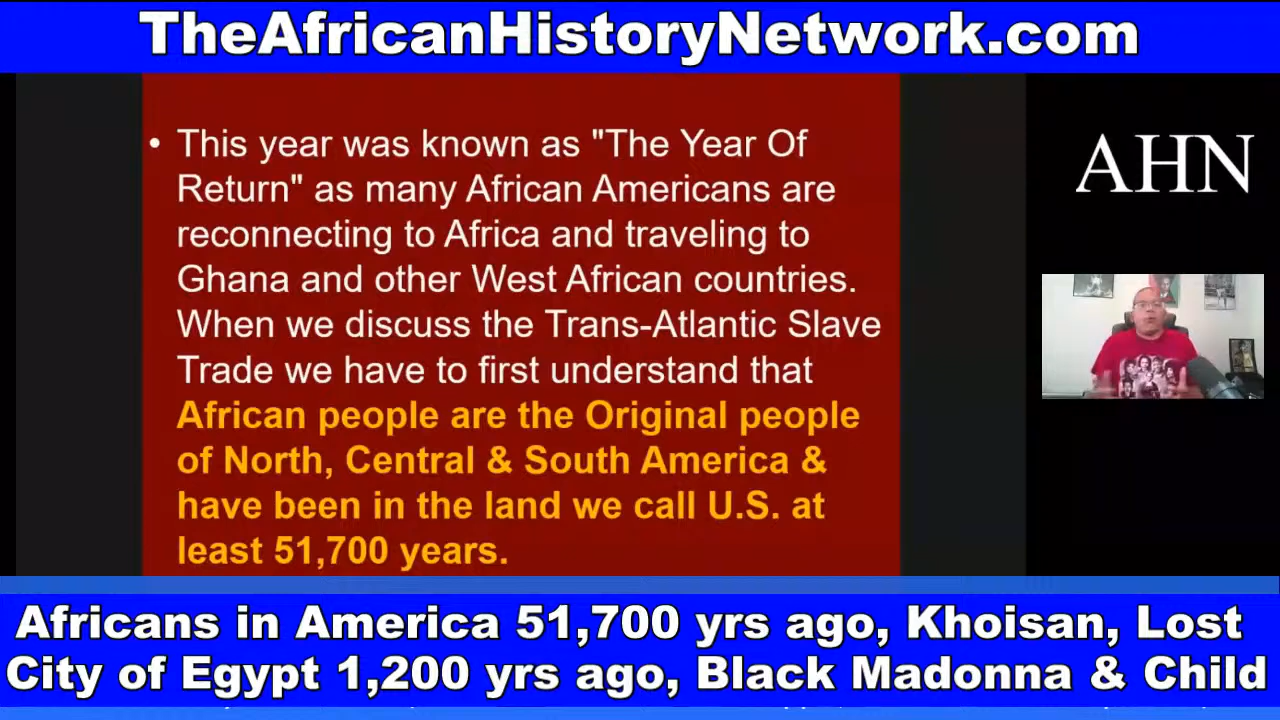 TheAfricanHistoryNetwork.com
• This year was known as "The Year Of
Return" as many African Americans are
reconnecting to Africa and traveling to
Ghana and other West African countries.
When we discuss the Trans-Atlantic Slave
Trade we have to first understand that
African people are the Original people
of North, Central & South America &
have been in the land we call U.S. at
least 51,700 years.
AHN
Africans in America 51,700 yrs ago, Khoisan, Lost
City of Egypt 1,200 yrs ago, Black Madonna & Child